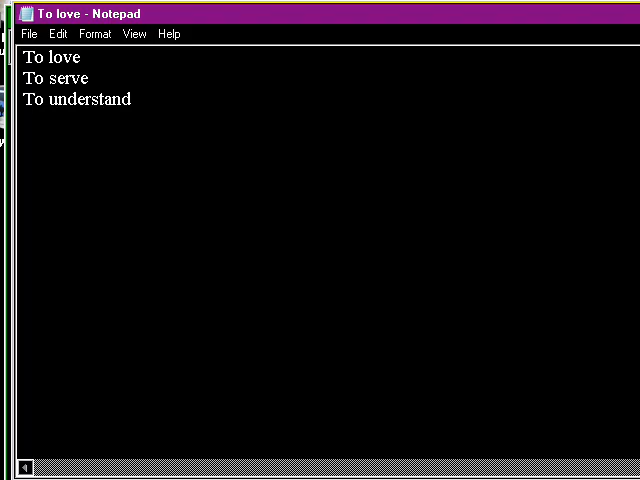 To love - Notepad
File Edit Format View Help
To love
To serve
To understand